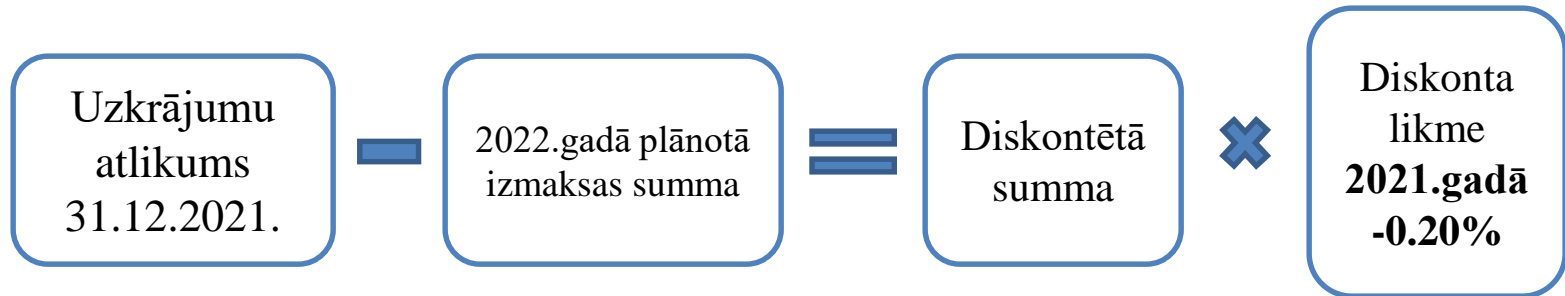 Uzkrājumu
atlikums
31.12.2021.
2022.gadā plānotā
izmaksas summa
Diskontētā
summa
Diskonta
likme
2021.gadā
-0.20%